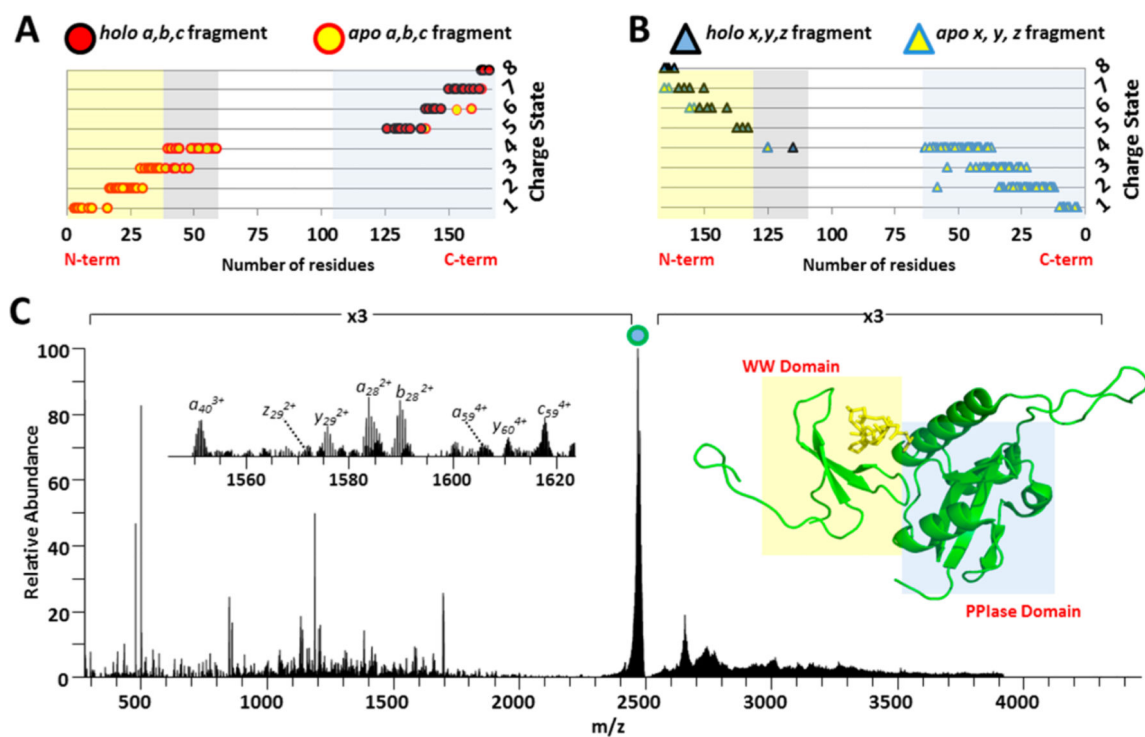 A
holo a,b,c fragment
apo a,b,c fragment
8
7
6
5
4
3
2
1
Charge State
0 25 50 75 100 125 150
N-term Number of residues C-term
B
holo x,y,z fragment
apo x, y, z fragment
8
7
6
5
4
3
2
1
Charge State
150 125 100 75 50 25 0
N-term Number of residues C-term
C
x3 x3
100
80
60
40
20
0
Relative Abundance
a40 3+
z29 2+
y29 2+
a28 2+
b28 2+
a59 4+
y60 4+
c59 4+
1560 1580 1600 1620
WW Domain
PPIase Domain
500 1000 1500 2000 2500 3000 3500 4000
m/z